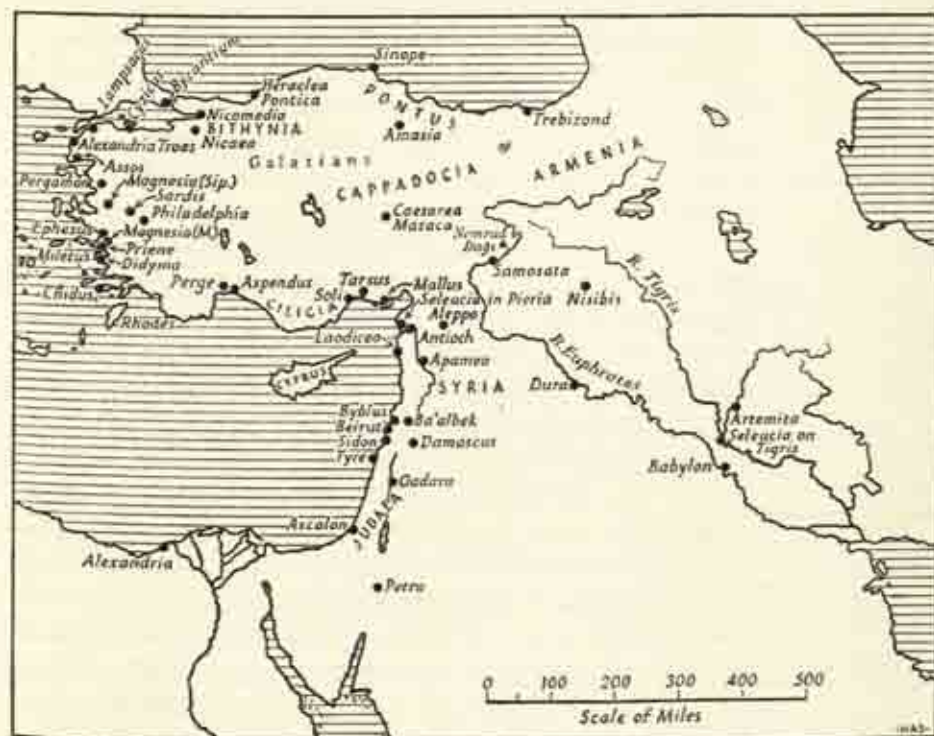 Lampsacus
Cyzicus
Byzantium
Heraclea
Pontica
Sinope
PONTUS
Amasia
Trebizond
Nicomedia
BITHYNIA
Nicaea
Alexandria Troas
Galatians
CAPPADOCIA
ARMENIA
Assos
Pergamon
Magnesia (Sip.)
Sardis
Philadelphia
Ephesus
Magnesia (M.)
Priene
Miletus
Didyma
Cnidus
Rhodes
Caesarea
Mazaca
Nemrud
Dagh
Samosata
Nisibis
R. Tigris
Perge
Aspendus
CILICIA
Soli
Tarsus
Mallus
Seleucia in Pieria
Aleppo
Antioch
Laodicea
Apamea
CYPRUS
SYRIA
R. Euphrates
Dura
Byblus
Ba'albek
Beirut
Sidon
Damascus
Tyre
Gadara
Artemita
Seleucia on
Tigris
Babylon
Ascalon
JUDAEA
Alexandria
Petra
0 100 200 300 400 500
Scale of Miles
HAS